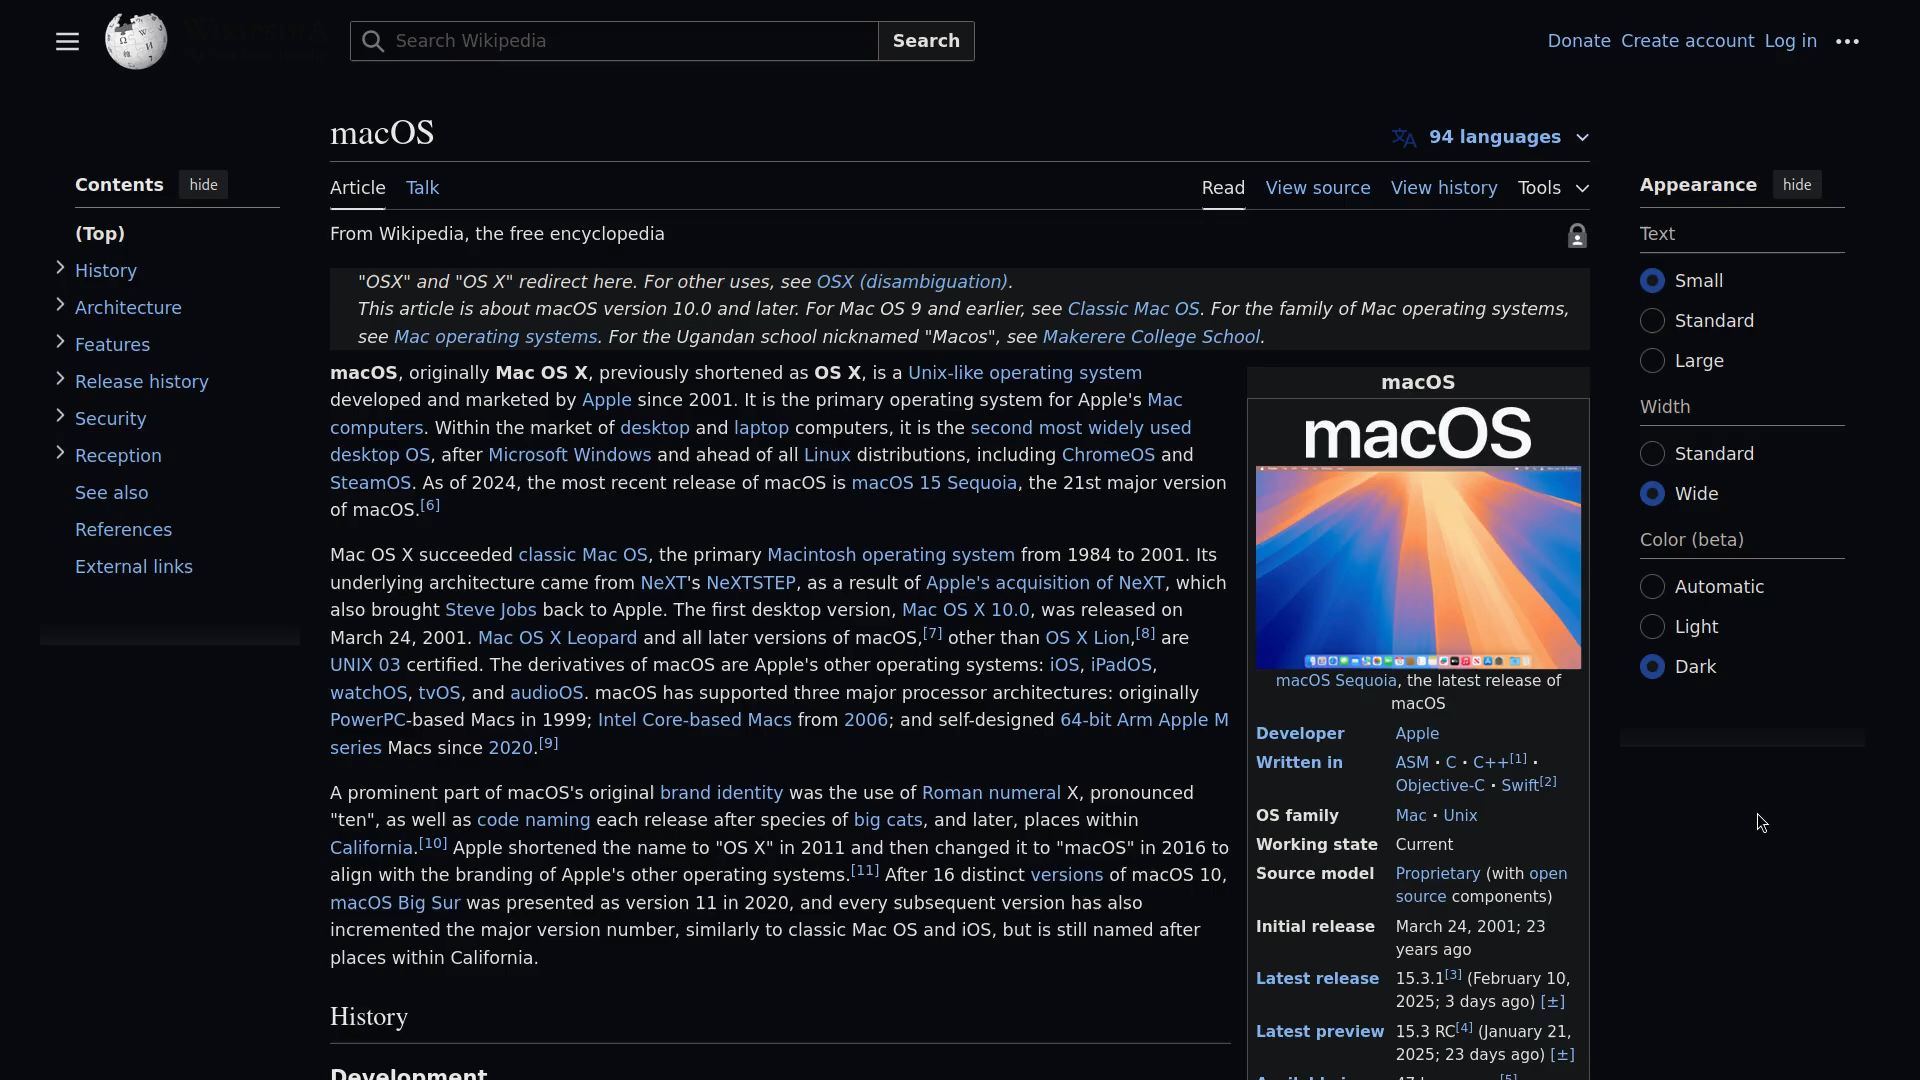 Search Wikipedia
Search
Donate Create account Log in
macOS
94 languages
Contents hide
(Top)
History
Architecture
Features
Release history
Security
Reception
See also
References
External links
Article Talk
Read View source View history Tools
From Wikipedia, the free encyclopedia
"OSX" and "OS X" redirect here. For other uses, see OSX (disambiguation).
This article is about macOS version 10.0 and later. For Mac OS 9 and earlier, see Classic Mac OS. For the family of Mac operating systems,
see Mac operating systems. For the Ugandan school nicknamed "Macos", see Makerere College School.
macOS, originally Mac OS X, previously shortened as OS X, is a Unix-like operating system
developed and marketed by Apple since 2001. It is the primary operating system for Apple's Mac
computers. Within the market of desktop and laptop computers, it is the second most widely used
desktop OS, after Microsoft Windows and ahead of all Linux distributions, including ChromeOS and
SteamOS. As of 2024, the most recent release of macOS is macOS 15 Sequoia, the 21st major version
of macOS.[6]
Mac OS X succeeded classic Mac OS, the primary Macintosh operating system from 1984 to 2001. Its
underlying architecture came from NeXT's NeXTSTEP, as a result of Apple's acquisition of NeXT, which
also brought Steve Jobs back to Apple. The first desktop version, Mac OS X 10.0, was released on
March 24, 2001. Mac OS X Leopard and all later versions of macOS,[7] other than OS X Lion,[8] are
UNIX 03 certified. The derivatives of macOS are Apple's other operating systems: iOS, iPadOS,
watchOS, tvOS, and audioOS. macOS has supported three major processor architectures: originally
PowerPC-based Macs in 1999; Intel Core-based Macs from 2006; and self-designed 64-bit Arm Apple M
series Macs since 2020.[9]
A prominent part of macOS's original brand identity was the use of Roman numeral X, pronounced
"ten", as well as code naming each release after species of big cats, and later, places within
California.[10] Apple shortened the name to "OS X" in 2011 and then changed it to "macOS" in 2016 to
align with the branding of Apple's other operating systems.[11] After 16 distinct versions of macOS 10,
macOS Big Sur was presented as version 11 in 2020, and every subsequent version has also
incremented the major version number, similarly to classic Mac OS and iOS, but is still named after
places within California.
History
Development
macOS
macOS
macOS Sequoia, the latest release of
macOS
Developer Apple
Written in ASM · C · C++[1] ·
Objective-C · Swift[2]
OS family Mac · Unix
Working state Current
Source model Proprietary (with open
source components)
Initial release March 24, 2001; 23
years ago
Latest release 15.3.1[3] (February 10,
2025; 3 days ago) [±]
Latest preview 15.3 RC[4] (January 21,
2025; 23 days ago) [±]
Appearance hide
Text
Small
Standard
Large
Width
Standard
Wide
Color (beta)
Automatic
Light
Dark